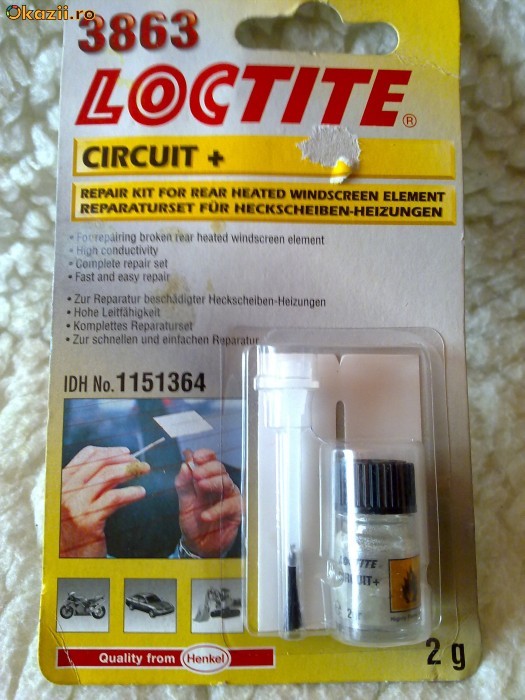 Okazii.ro
3863
LOCTITE®
CIRCUIT +
REPAIR KIT FOR REAR HEATED WINDSCREEN ELEMENT
REPARATURSET FÜR HECKSCHEIBEN-HEIZUNGEN
• For repairing broken rear heated windscreen element
• High conductivity
• Complete repair set
• Fast and easy repair
• Zur Reparatur beschädigter Heckscheiben-Heizungen
• Hohe Leitfähigkeit
• Komplettes Reparaturset
• Zur schnellen und einfachen Reparatur
IDH No. 1151364
LOCTITE
CIRCUIT+
Quality from Henkel
2 g